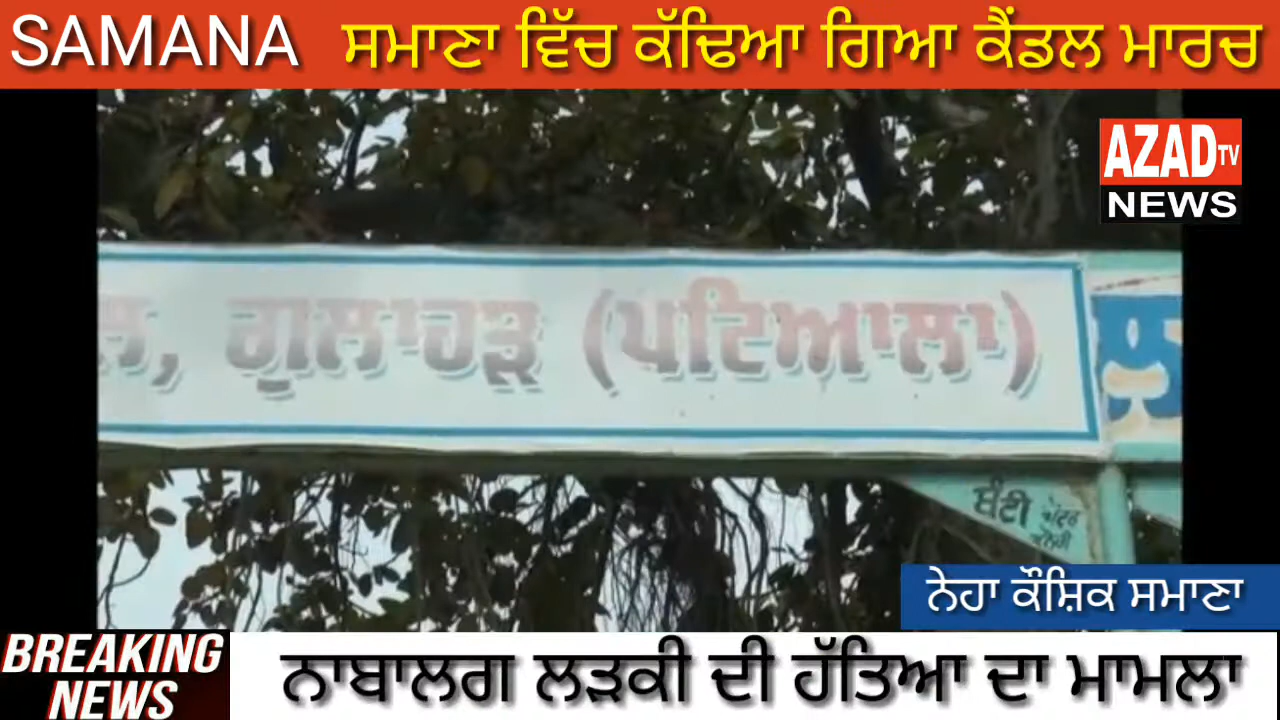 SAMANA ਸਮਾਣਾ ਵਿੱਚ ਕੱਢਿਆ ਗਿਆ ਕੈਂਡਲ ਮਾਰਚ
AZAD TV
NEWS
ਲ, ਗੁਲਾਹੜ (ਪਟਿਆਲਾ)
ਬੰਟੀ
ਨੇਹਾ ਕੌਸ਼ਿਕ ਸਮਾਣਾ
BREAKING
NEWS
ਨਾਬਾਲਗ ਲੜਕੀ ਦੀ ਹੱਤਿਆ ਦਾ ਮਾਮਲਾ